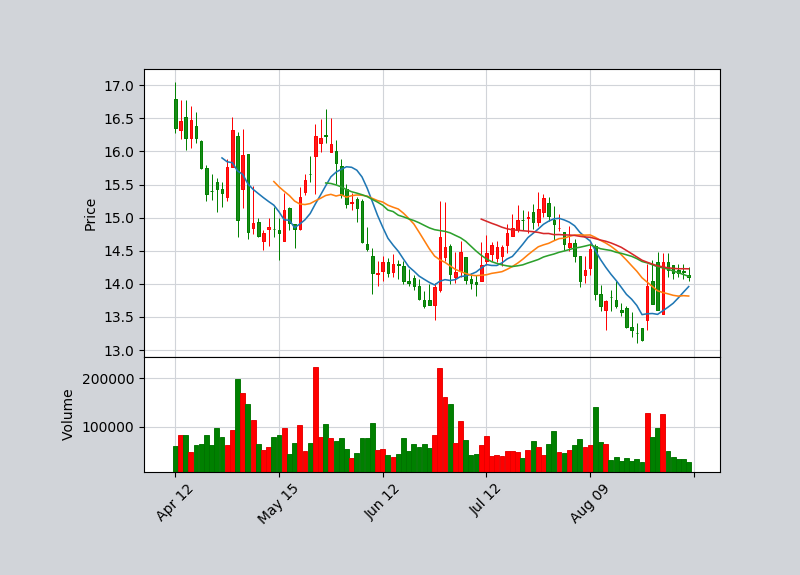 Price
17.0
16.5
16.0
15.5
15.0
14.5
14.0
13.5
13.0
Volume
200000
100000
Apr 12
May 15
Jun 12
Jul 12
Aug 09